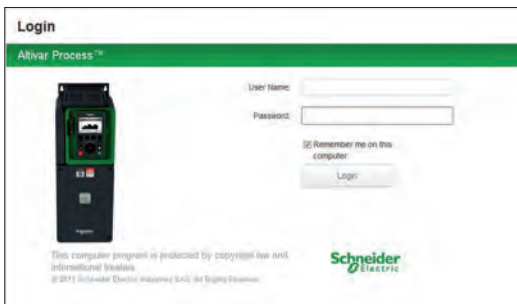 Login
Altivar Process™
User Name:
Password:
Remember me on this
computer
Login
This computer program is protected by copyright law and
international treaties.
Schneider
Electric